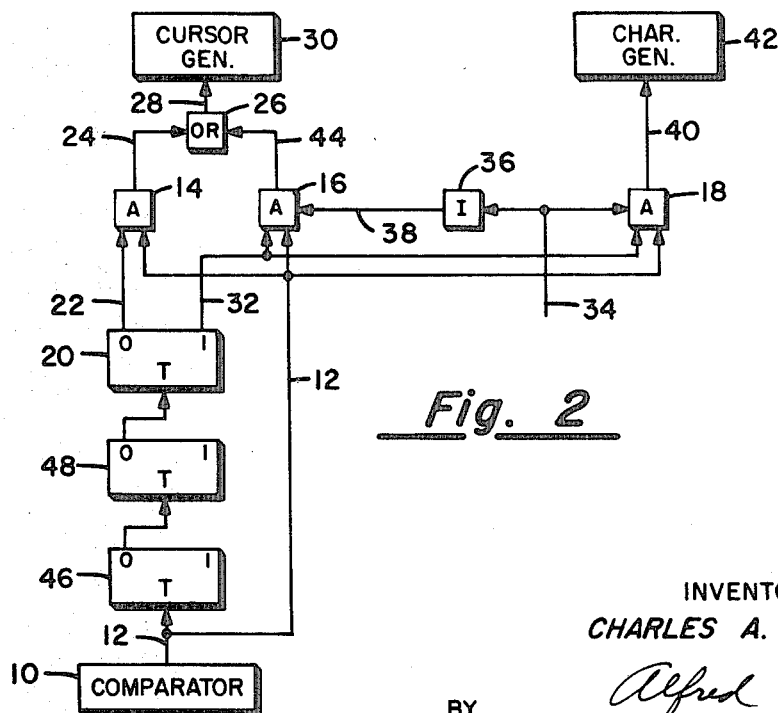 CURSOR GEN. 30
CHAR. GEN. 42
28 26
OR
24 44 40
14 16 36 18
A A I A
38
22 32 34
0 1
20 T
12
Fig. 2
0 1
48 T
0 1
46 T
INVENTO
12 CHARLES A.
10 COMPARATOR
Alfred
BY